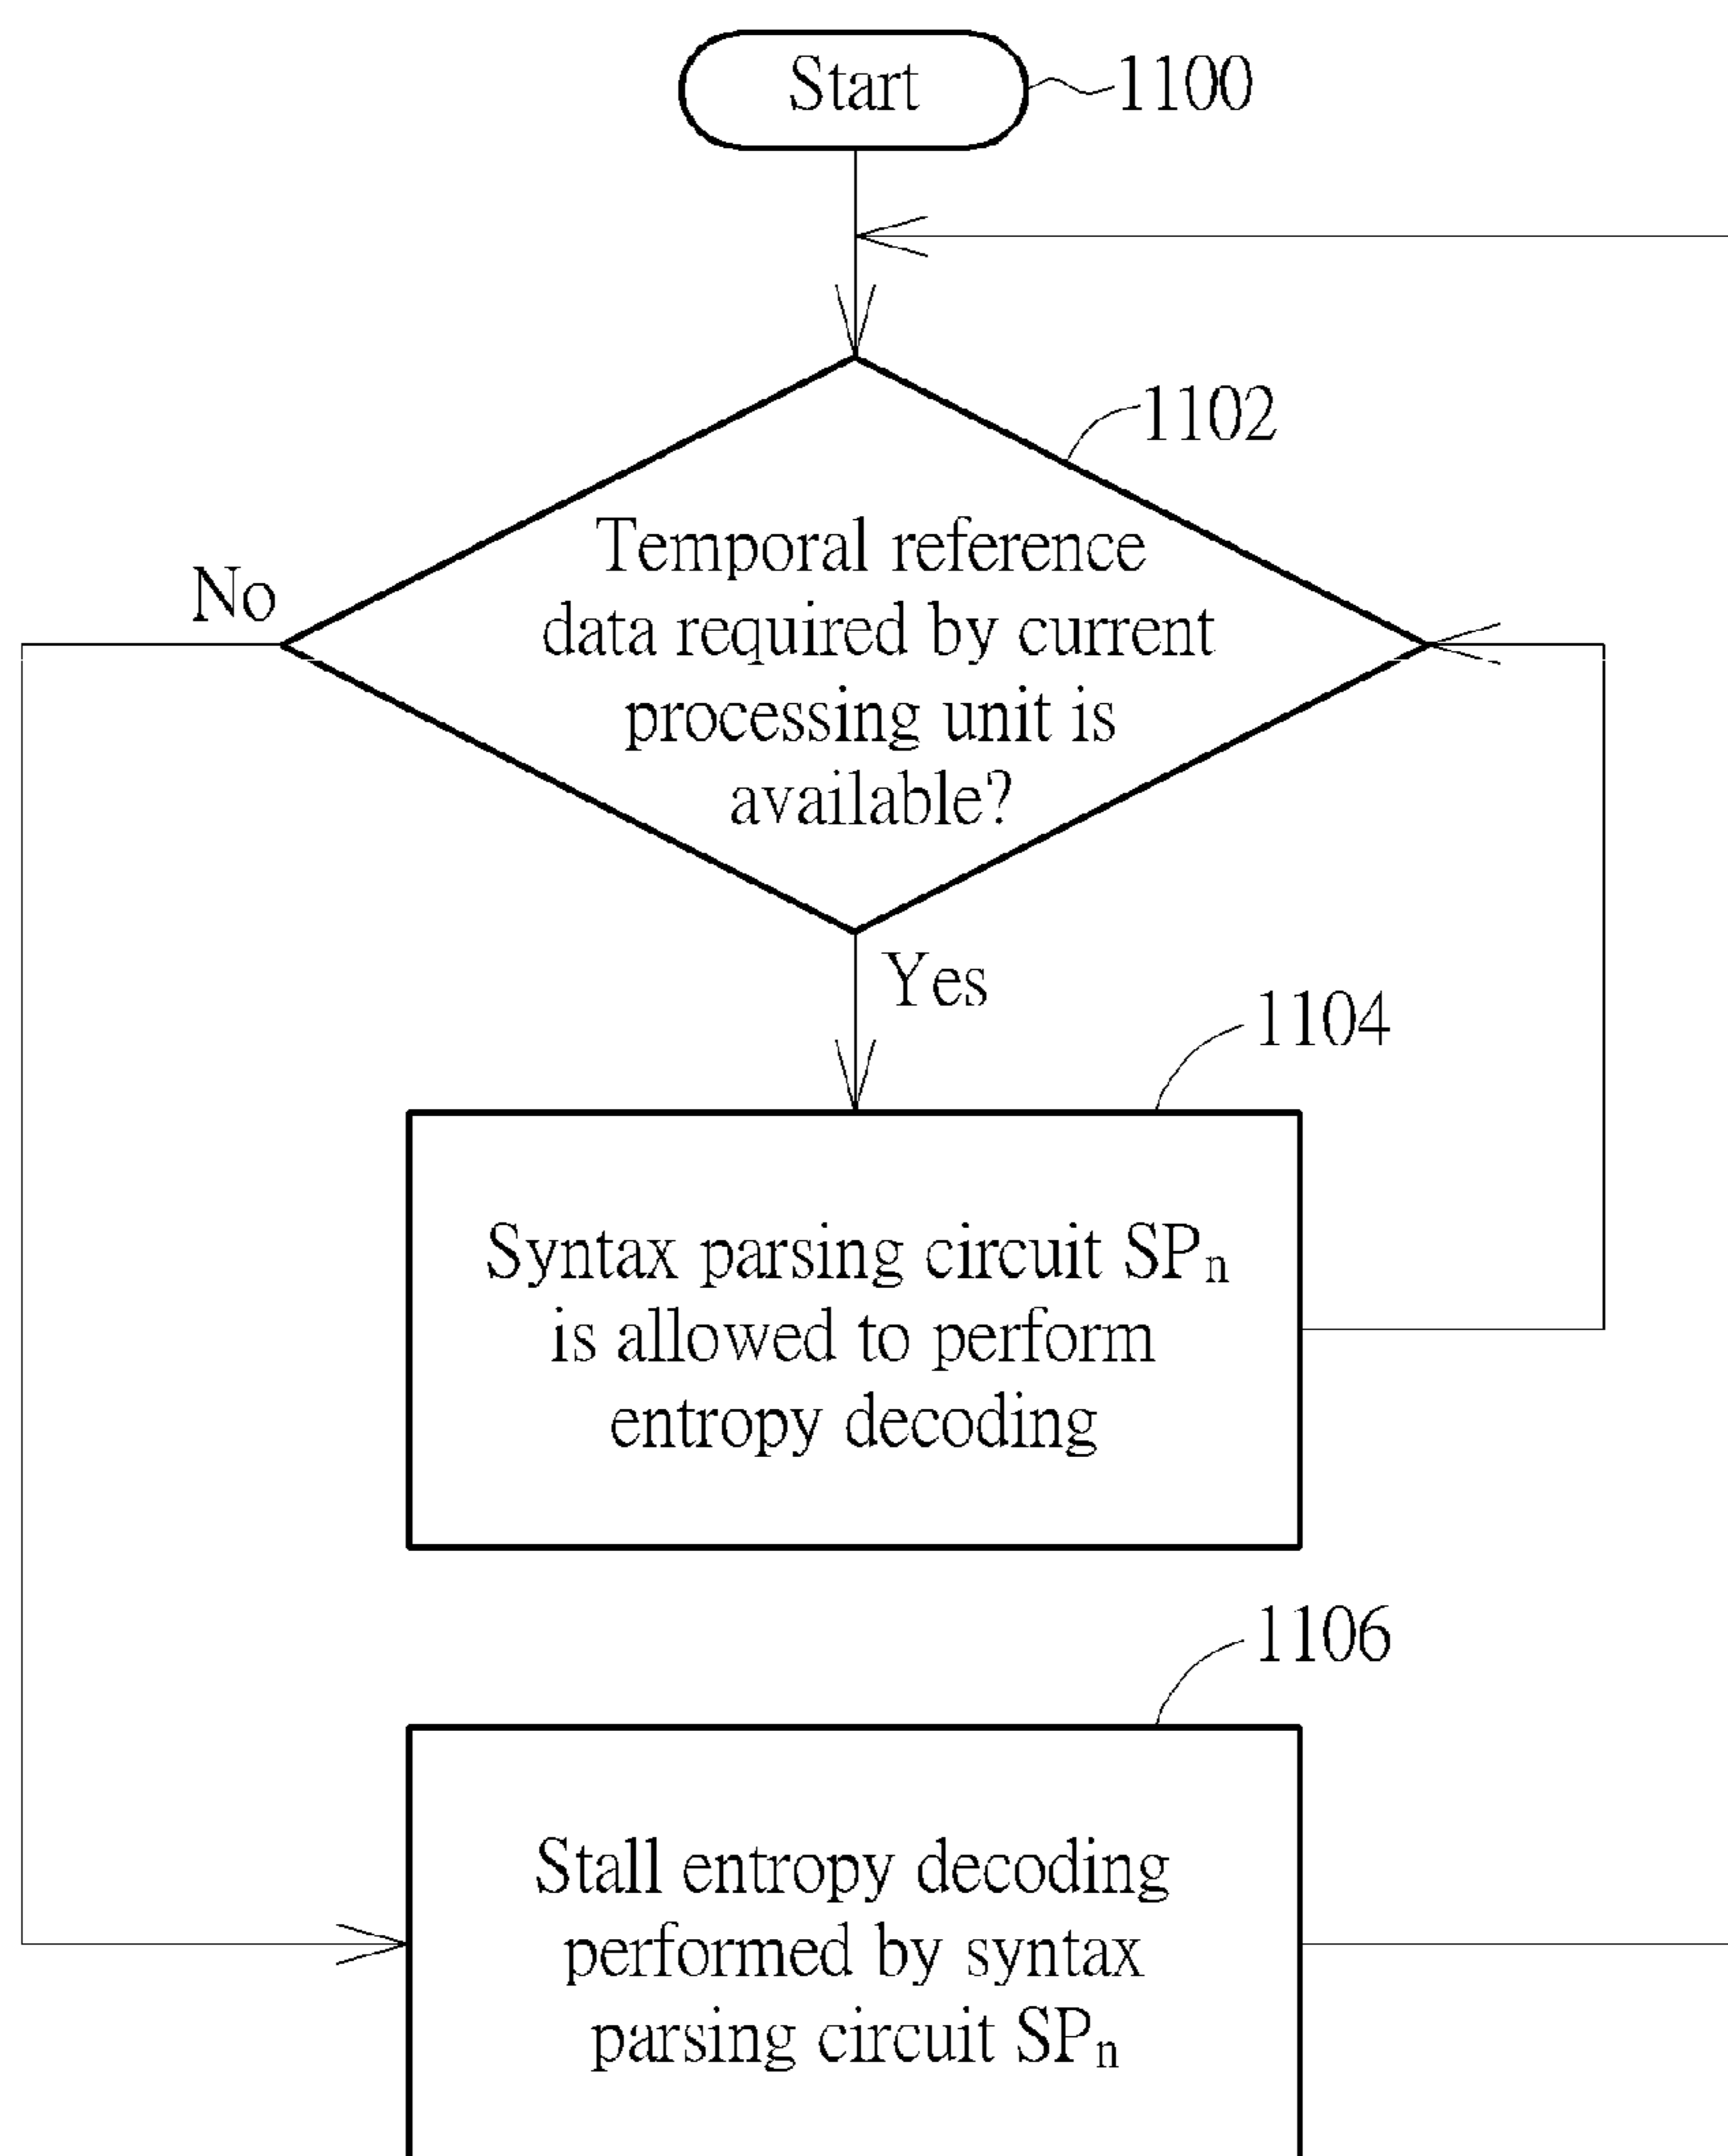 Start
1100
1102
Temporal reference
data required by current
processing unit is
available?
No
Yes
1104
Syntax parsing circuit SPₙ
is allowed to perform
entropy decoding
1106
Stall entropy decoding
performed by syntax
parsing circuit SPₙ